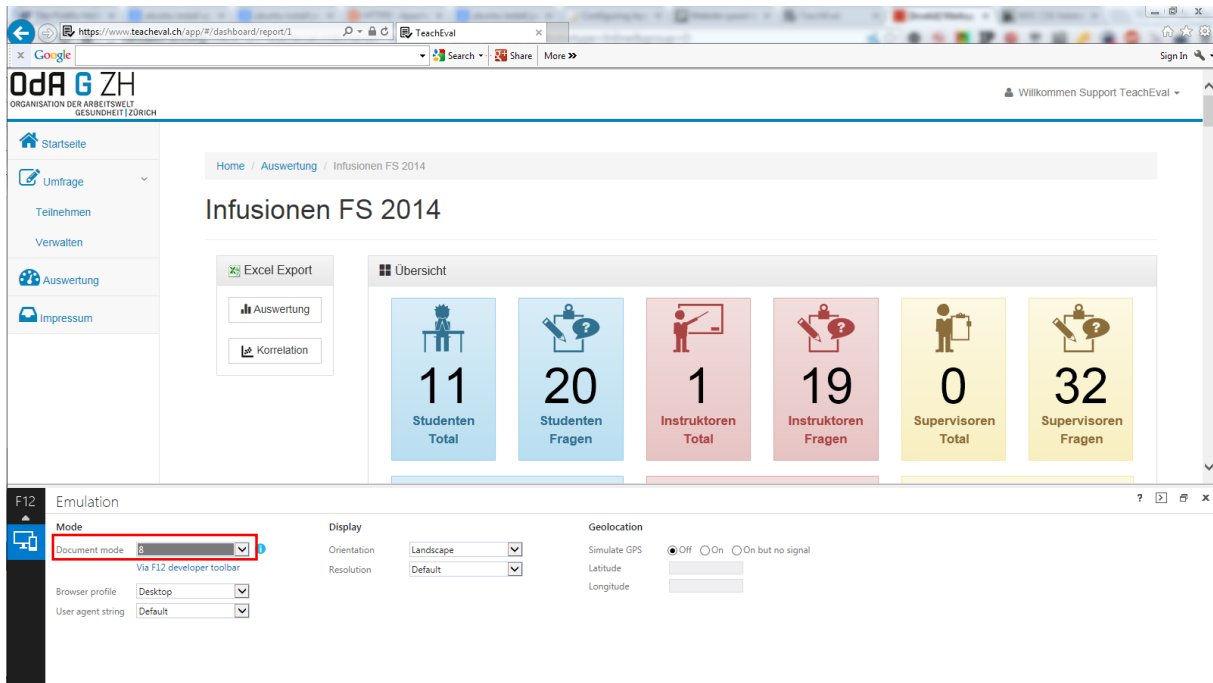 https://www.teacheval.ch/app/#/dashboard/report/1
TeachEval
x Google
Search
Share
More »
Sign In
OdA G ZH
ORGANISATION DER ARBEITSWELT
GESUNDHEIT | ZÜRICH
Willkommen Support TeachEval
Startseite
Umfrage
Teilnehmen
Verwalten
Auswertung
Impressum
Home / Auswertung / Infusionen FS 2014
Infusionen FS 2014
Excel Export
Auswertung
Korrelation
Übersicht
11
Studenten
Total
20
Studenten
Fragen
1
Instruktoren
Total
19
Instruktoren
Fragen
0
Supervisoren
Total
32
Supervisoren
Fragen
F12
Emulation
?
Mode
Document mode 8
Via F12 developer toolbar
Browser profile Desktop
User agent string Default
Display
Orientation Landscape
Resolution Default
Geolocation
Simulate GPS Off On On but no signal
Latitude
Longitude